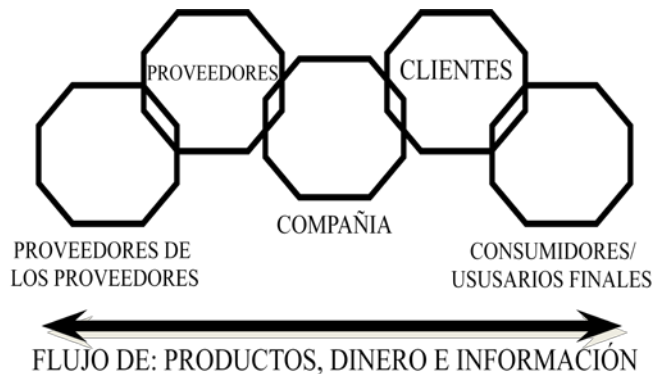 PROVEEDORES
CLIENTES
COMPAÑIA
PROVEEDORES DE
LOS PROVEEDORES
CONSUMIDORES/
USUSARIOS FINALES
FLUJO DE: PRODUCTOS, DINERO E INFORMACIÓN